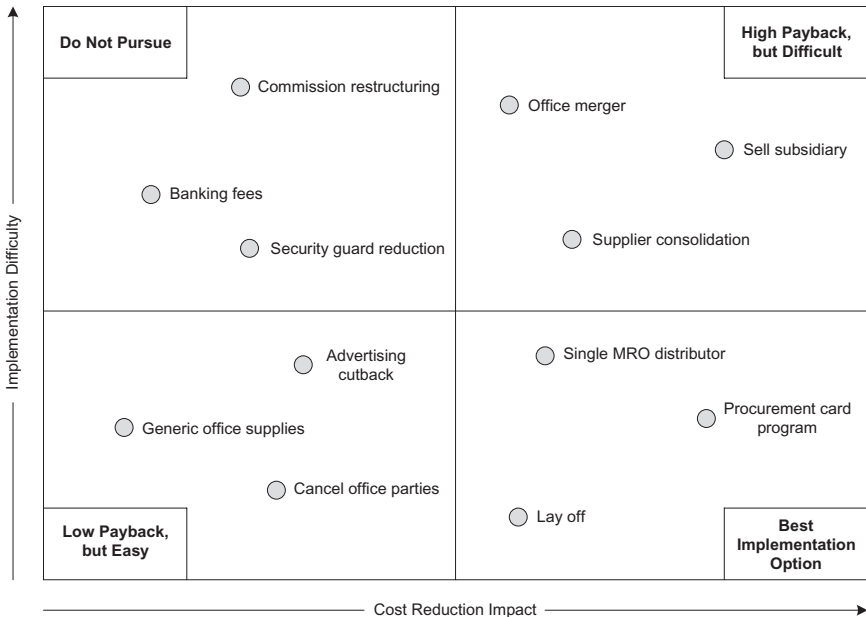 Do Not Pursue
High Payback,
but Difficult
Commission restructuring
Office merger
Sell subsidiary
Banking fees
Security guard reduction
Supplier consolidation
Implementation Difficulty
Advertising
cutback
Single MRO distributor
Generic office supplies
Procurement card
program
Cancel office parties
Lay off
Low Payback,
but Easy
Best
Implementation
Option
Cost Reduction Impact